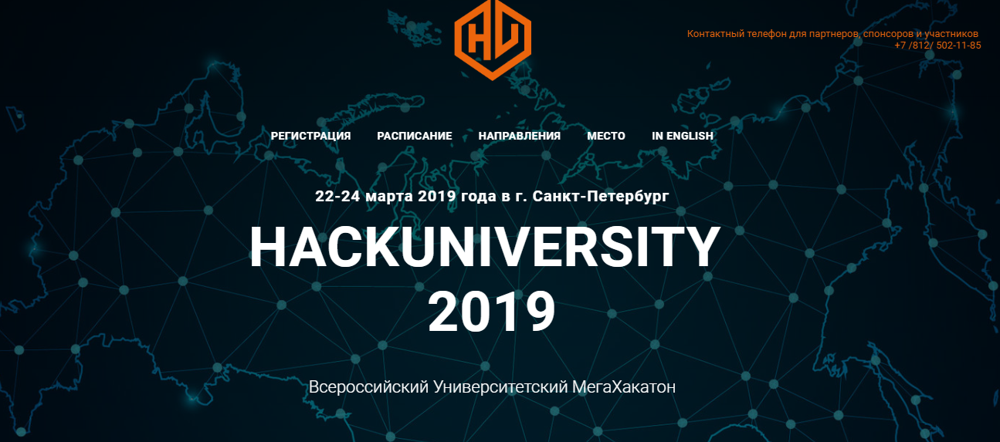 HU
Контактный телефон для партнеров, спонсоров и участников
+7 /812/ 502-11-85
РЕГИСТРАЦИЯ РАСПИСАНИЕ НАПРАВЛЕНИЯ МЕСТО IN ENGLISH
22-24 марта 2019 года в г. Санкт-Петербург
HACKUNIVERSITY
2019
Всероссийский Университетский МегаХакатон